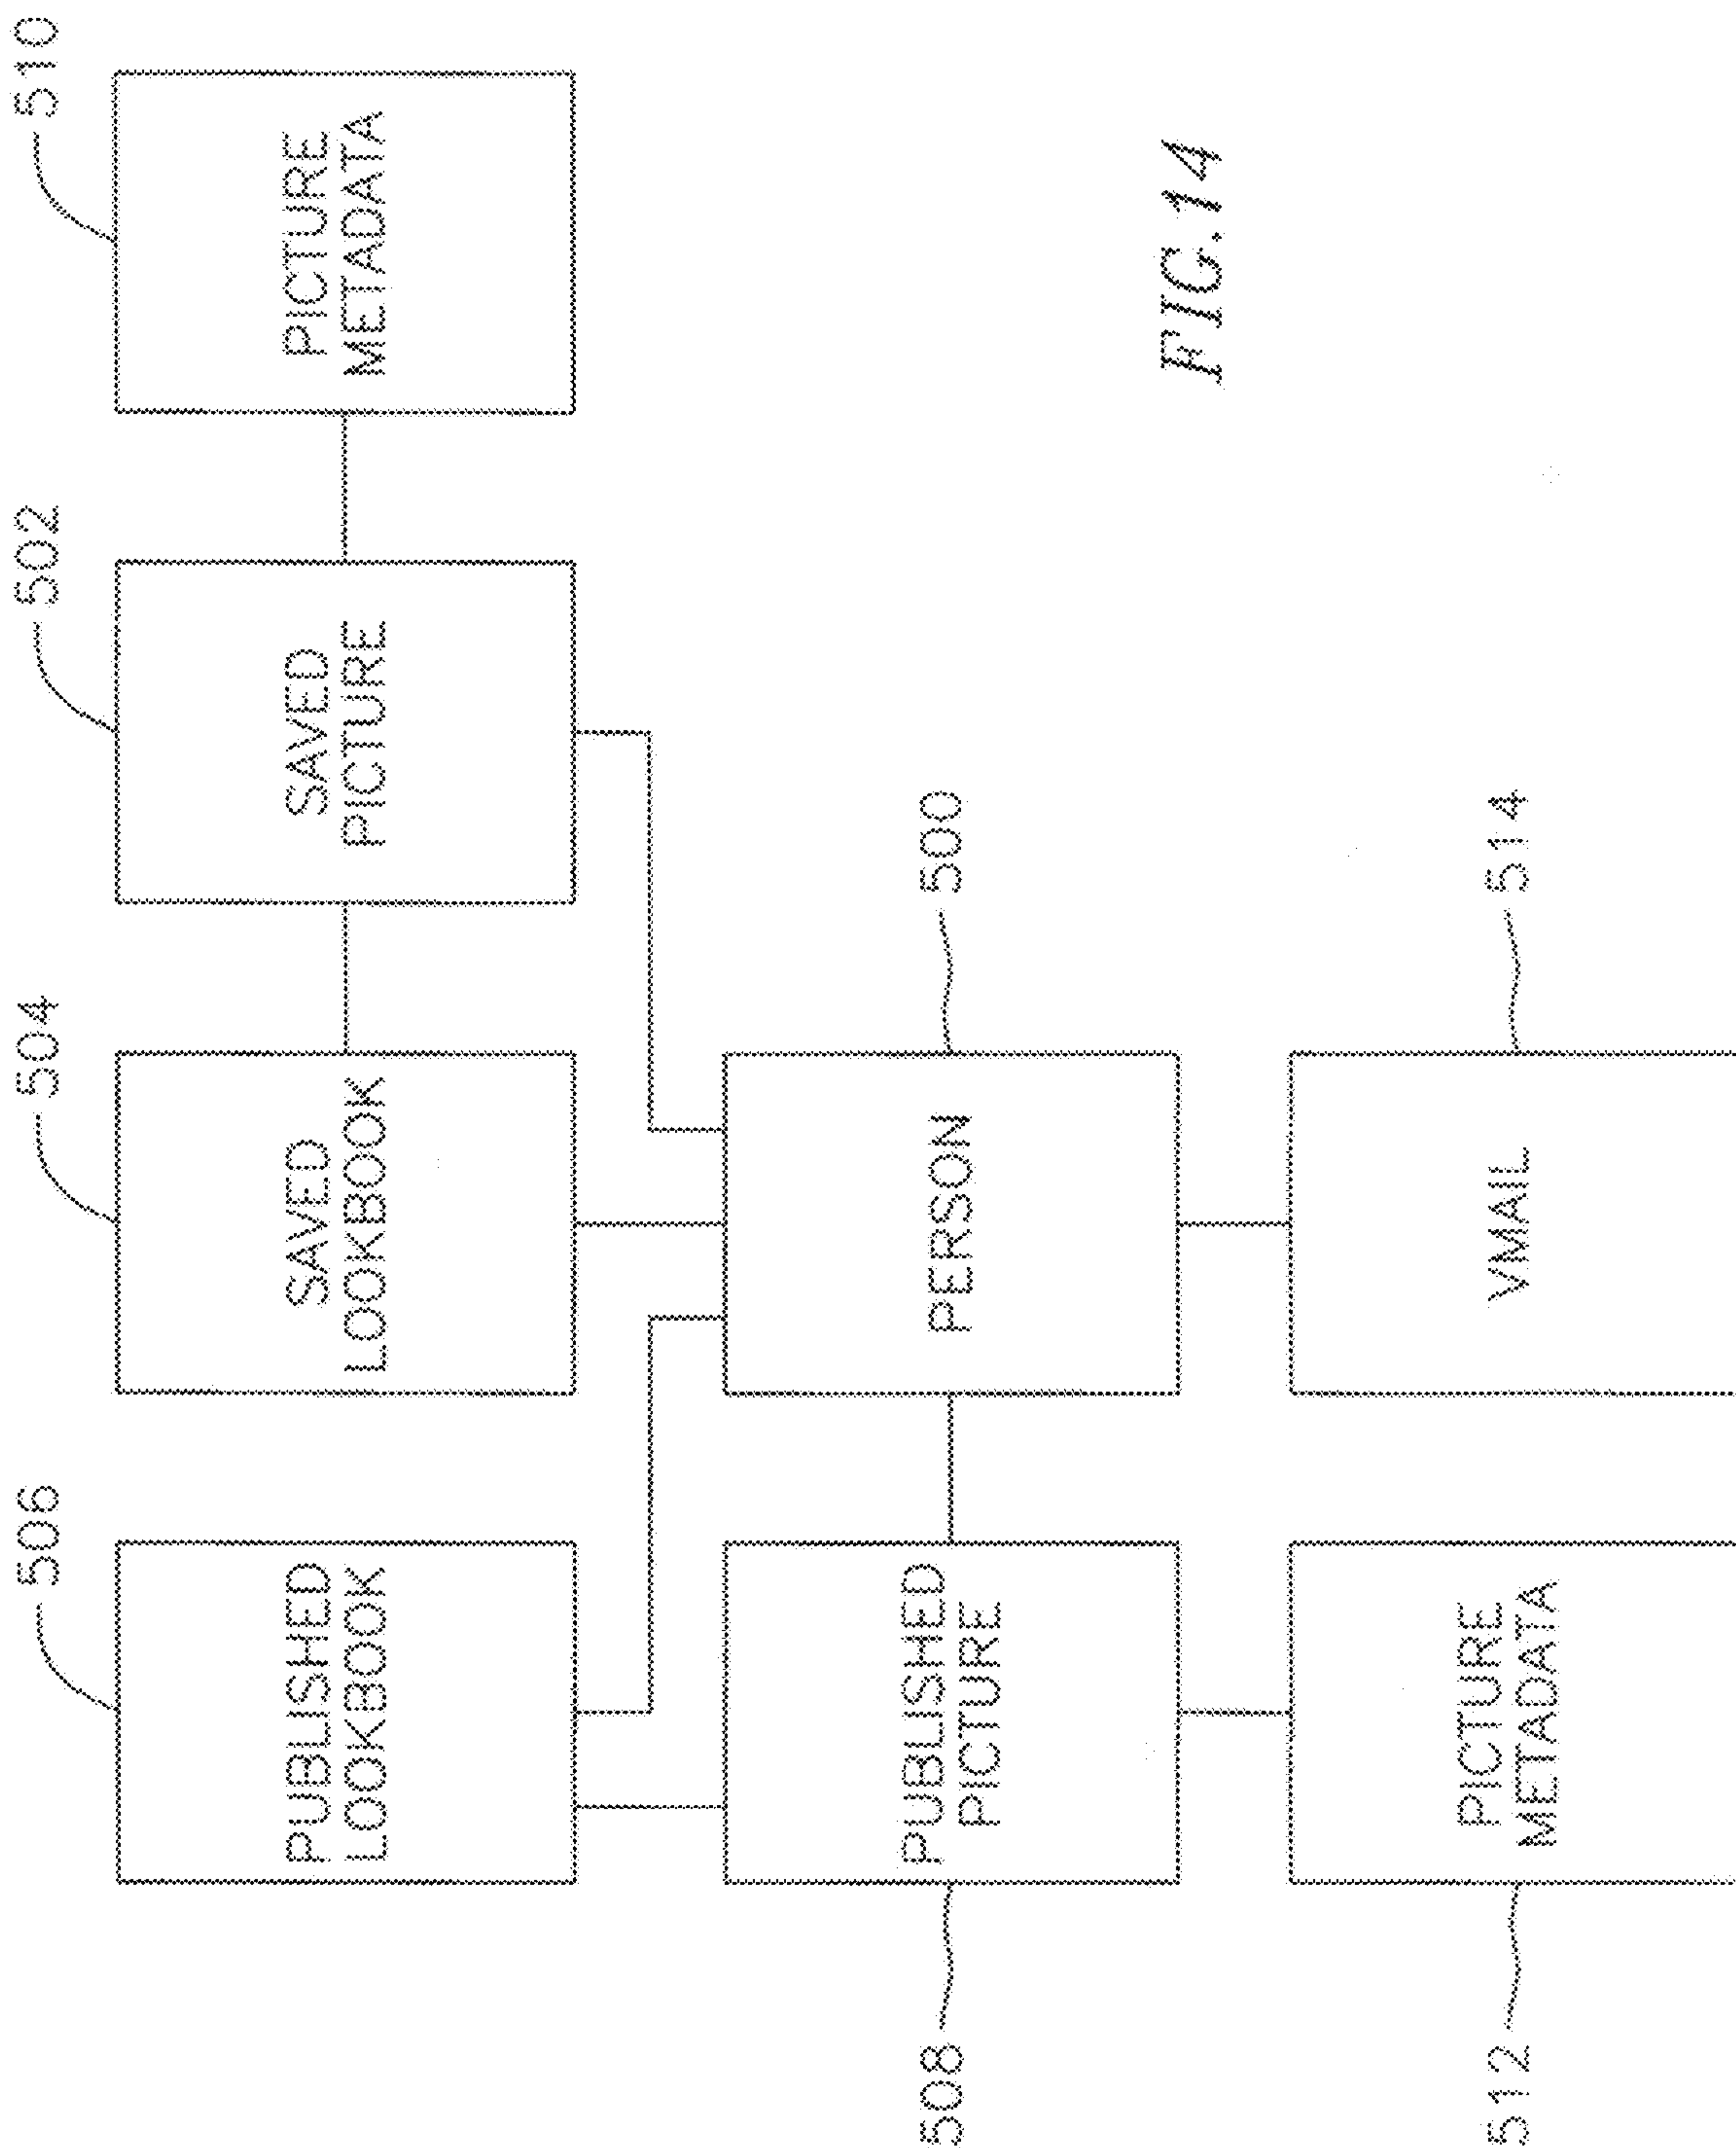 506
504
502
510
PUBLISHED
LOOKBOOK
SAVED
LOOKBOOK
SAVED
PICTURE
PICTURE
METADATA
508
PUBLISHED
PICTURE
PERSON
500
512
PICTURE
METADATA
VMAIL
514
FIG.14